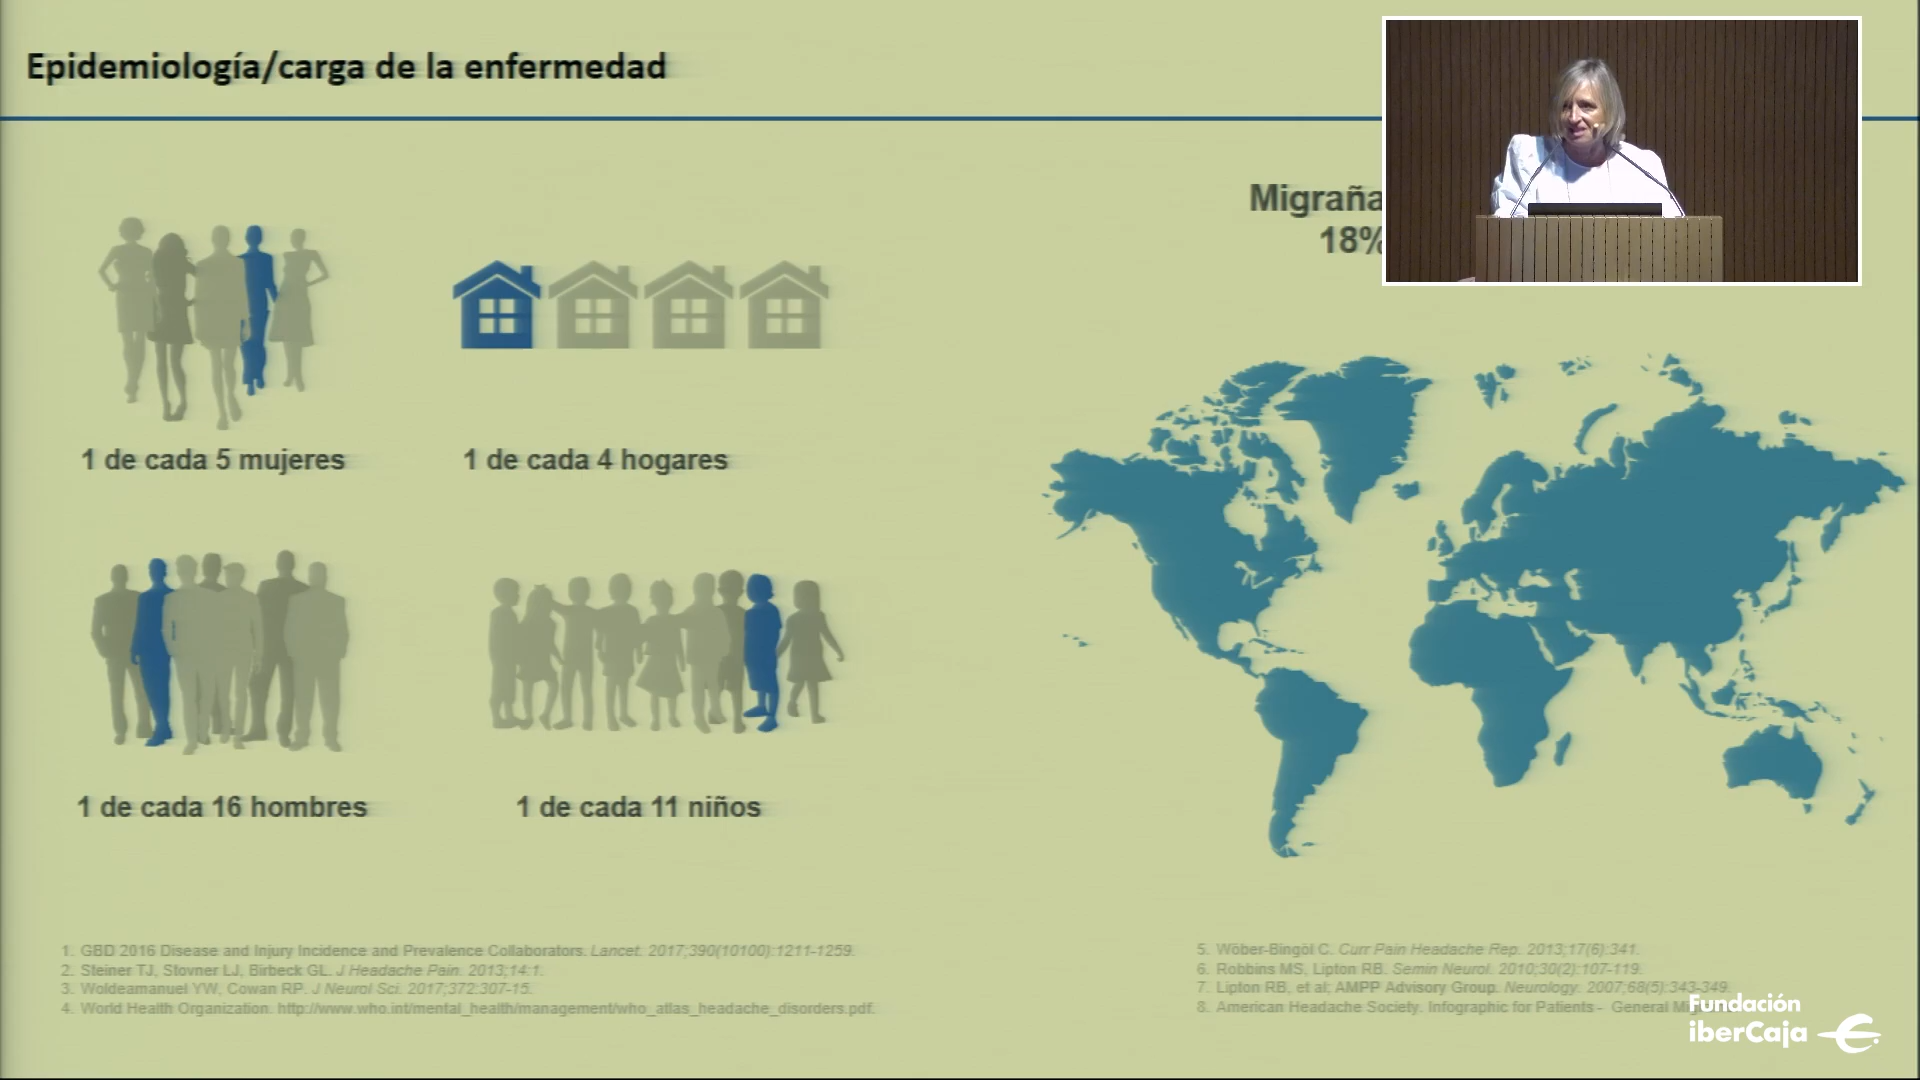 Epidemiología/carga de la enfermedad
Migraña
18%
1 de cada 5 mujeres
1 de cada 4 hogares
1 de cada 16 hombres
1 de cada 11 niños
1. GBD 2016 Disease and Injury Incidence and Prevalence Collaborators. Lancet. 2017;390(10100):1211-1259.
2. Steiner TJ, Stovner LJ, Birbeck GL. J Headache Pain. 2013;14:1.
3. Woldeamanuel YW, Cowan RP. J Neurol Sci. 2017;372:307-15.
4. World Health Organization. http://www.who.int/mental_health/management/who_atlas_headache_disorders.pdf.
5. Wöber-Bingöl C. Curr Pain Headache Rep. 2013;17(6):341.
6. Robbins MS, Lipton RB. Semin Neurol. 2010;30(2):107-119.
7. Lipton RB, et al; AMPP Advisory Group. Neurology. 2007;68(5):343-349.
8. American Headache Society. Infographic for Patients - General
Fundación
iberCaja